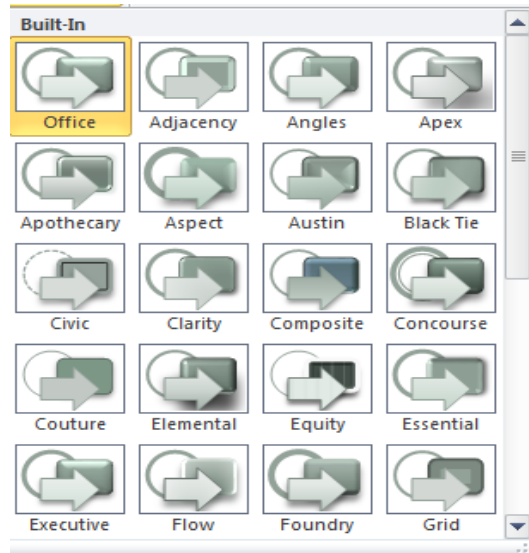 Built-In
Office Adjacency Angles Apex
Apothecary Aspect Austin Black Tie
Civic Clarity Composite Concourse
Couture Elemental Equity Essential
Executive Flow Foundry Grid